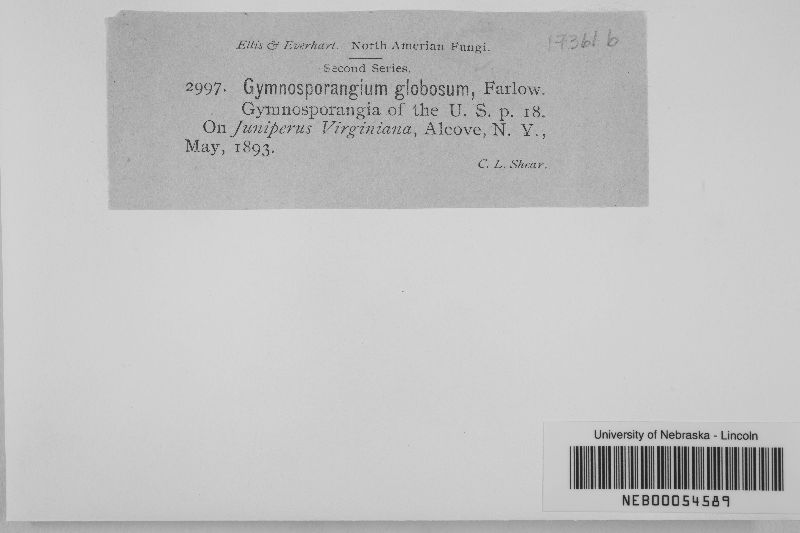 Ellis & Everhart. North Amerian Fungi.
17361 b
Second Series.
2997. Gymnosporangium globosum, Farlow.
Gymnosporangia of the U. S. p. 18.
On Juniperus Virginiana, Alcove, N. Y.,
May, 1893.
C. L. Shear.
University of Nebraska - Lincoln
NEB00054589